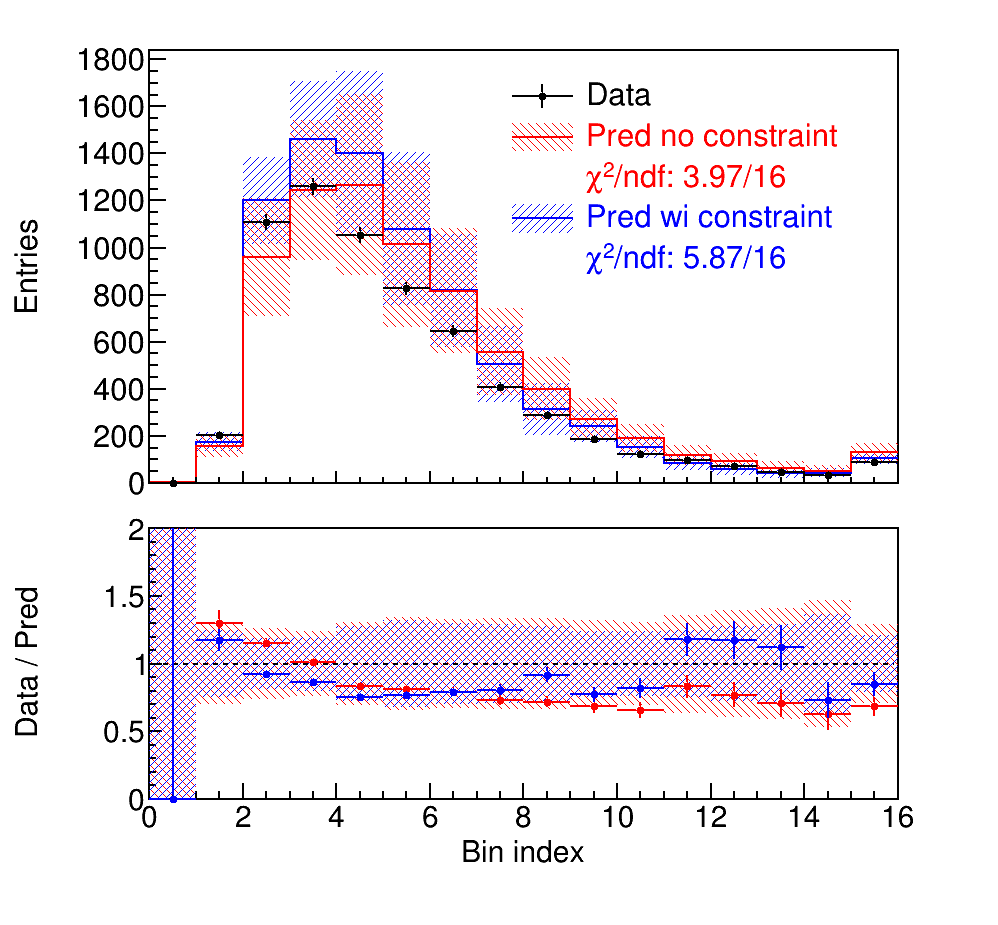 1800
1600
1400
1200
1000
800
600
400
200
0
Entries
Data
Pred no constraint
χ²/ndf: 3.97/16
Pred wi constraint
χ²/ndf: 5.87/16
2
1.5
1
0.5
0
Data / Pred
0 2 4 6 8 10 12 14 16
Bin index